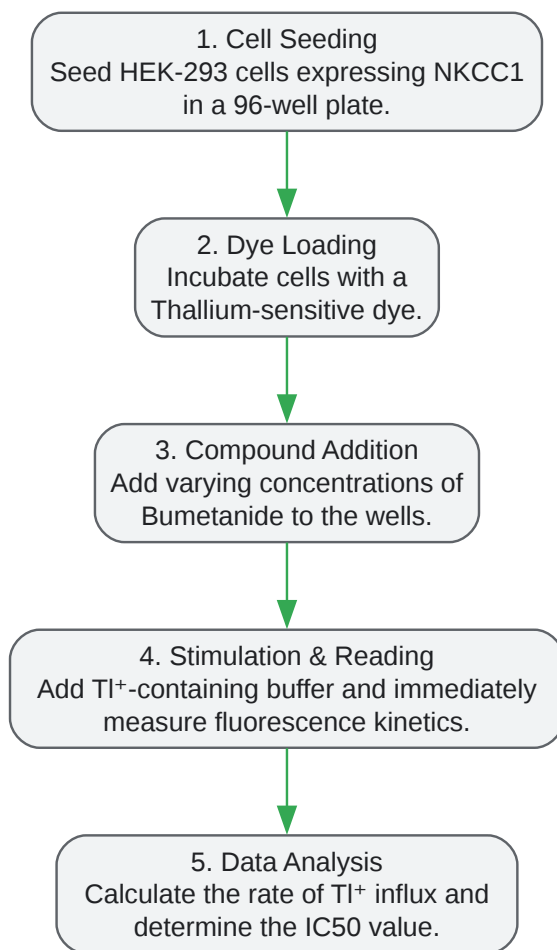 1. Cell Seeding
Seed HEK-293 cells expressing NKCC1
in a 96-well plate.
2. Dye Loading
Incubate cells with a
Thallium-sensitive dye.
3. Compound Addition
Add varying concentrations of
Bumetanide to the wells.
4. Stimulation & Reading
Add Tl⁺-containing buffer and immediately
measure fluorescence kinetics.
5. Data Analysis
Calculate the rate of Tl⁺ influx and
determine the IC50 value.